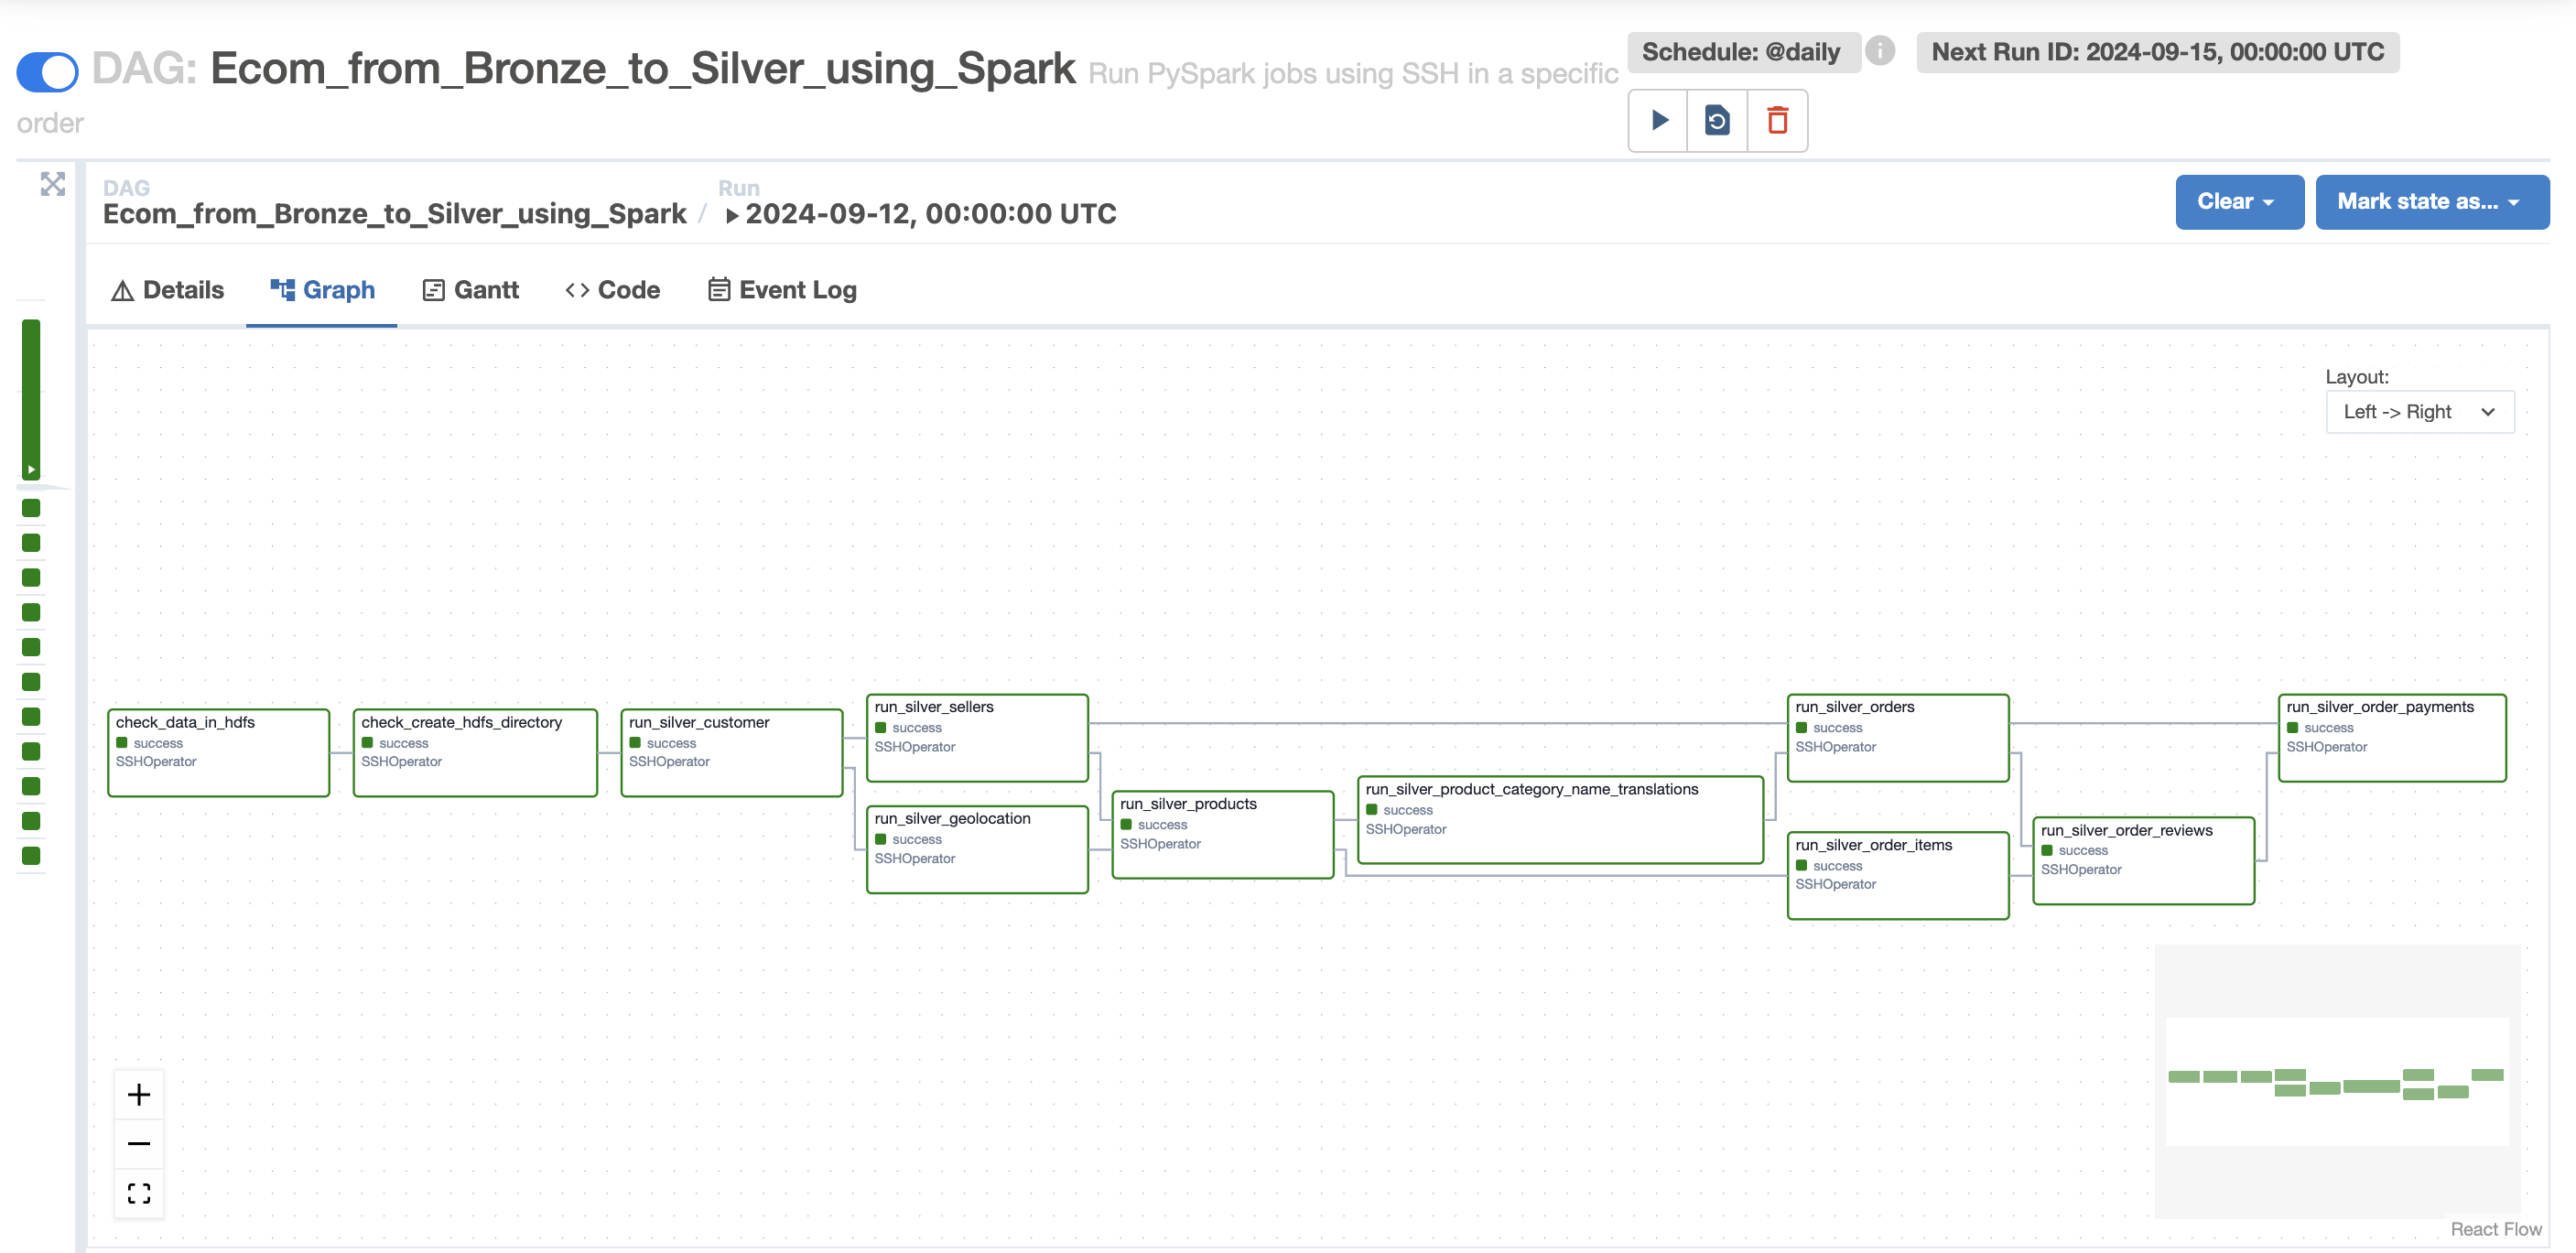 DAG: Ecom_from_Bronze_to_Silver_using_Spark Run PySpark jobs using SSH in a specific
order
Schedule: @daily
Next Run ID: 2024-09-15, 00:00:00 UTC
DAG
Ecom_from_Bronze_to_Silver_using_Spark /
Run
2024-09-12, 00:00:00 UTC
Clear
Mark state as...
Details
Graph
Gantt
Code
Event Log
Layout:
Left -> Right
check_data_in_hdfs
success
SSHOperator
check_create_hdfs_directory
success
SSHOperator
run_silver_customer
success
SSHOperator
run_silver_sellers
success
SSHOperator
run_silver_geolocation
success
SSHOperator
run_silver_products
success
SSHOperator
run_silver_product_category_name_translations
success
SSHOperator
run_silver_orders
success
SSHOperator
run_silver_order_items
success
SSHOperator
run_silver_order_reviews
success
SSHOperator
run_silver_order_payments
success
SSHOperator
React Flow